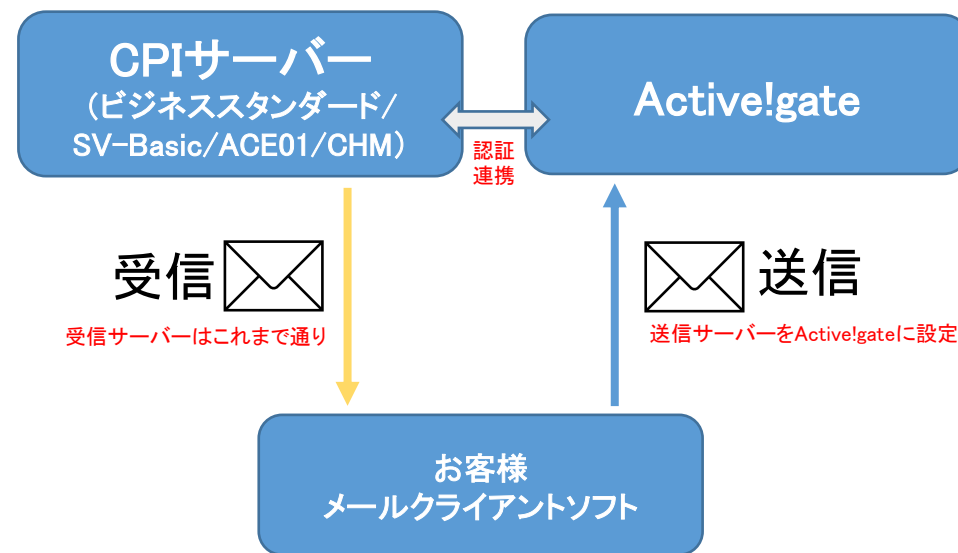 CPIサーバー
（ビジネススタンダード/
SV-Basic/ACE01/CHM）
Active!gate
認証
連携
受信
受信サーバーはこれまで通り
送信
送信サーバーをActive!gateに設定
お客様
メールクライアントソフト